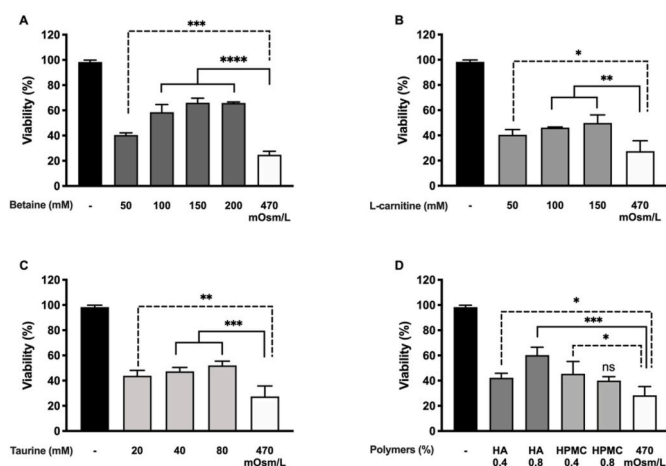 A
***
****
120
100
80
60
40
20
0
Viability (%)
Betaine (mM)
- 50 100 150 200 470
mOsm/L
B
*
**
120
100
80
60
40
20
0
Viability (%)
L-carnitine (mM)
- 50 100 150 470
mOsm/L
C
**
***
120
100
80
60
40
20
0
Viability (%)
Taurine (mM)
- 20 40 80 470
mOsm/L
D
*
***
*
ns
120
100
80
60
40
20
0
Viability (%)
Polymers (%)
- HA HA HPMC HPMC 470
0.4 0.8 0.4 0.8 mOsm/L